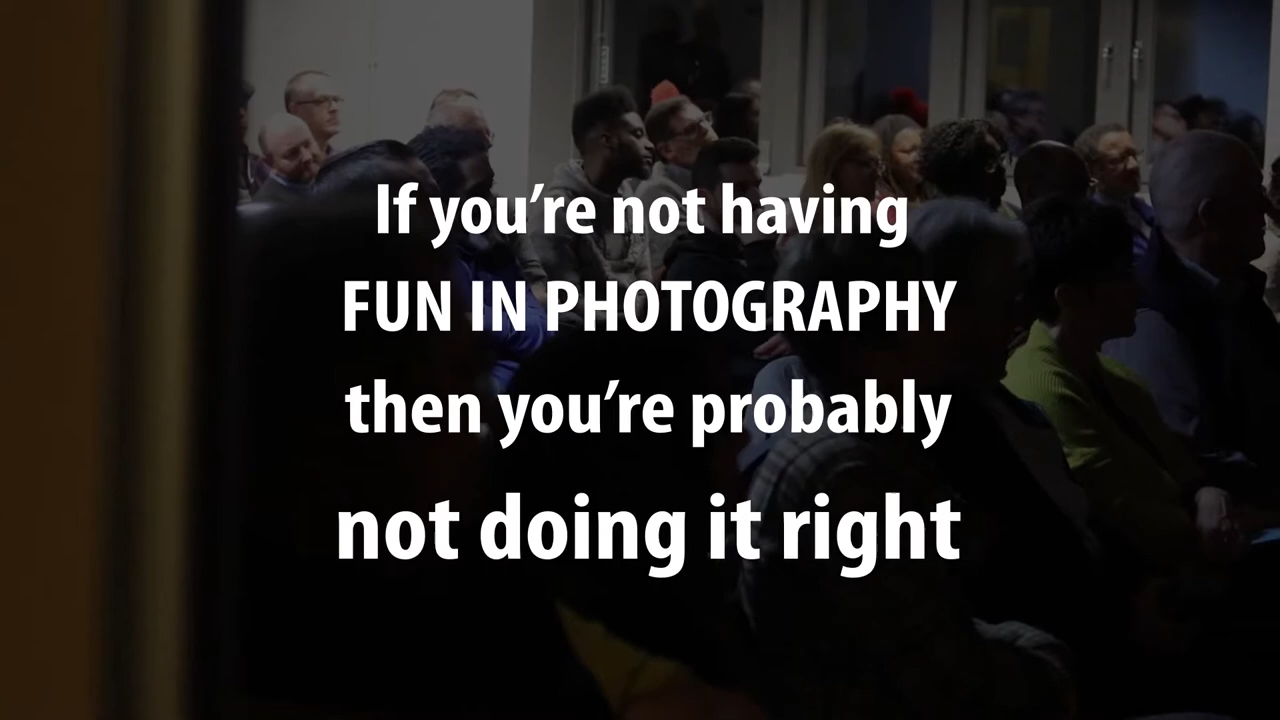 If you’re not having
FUN IN PHOTOGRAPHY
then you’re probably
not doing it right